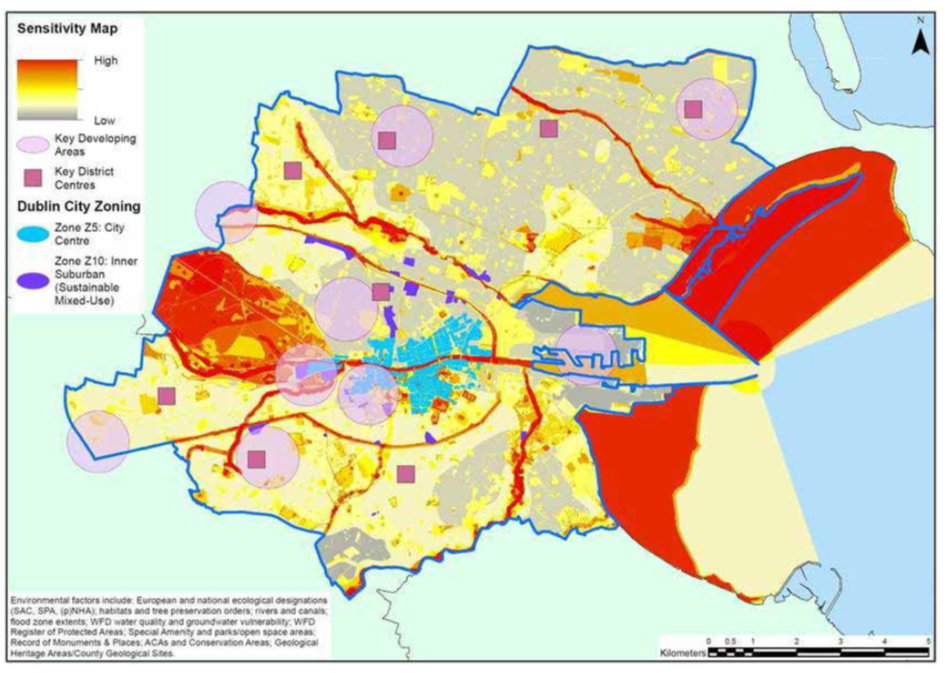 Sensitivity Map
High
Low
Key Developing
Areas
Key District
Centres
Dublin City Zoning
Zone Z5: City
Centre
Zone Z10: Inner
Suburban
(Sustainable
Mixed-Use)
N
Environmental factors include: European and national ecological designations
(SAC, SPA, (p)NHA); habitats and tree preservation orders; rivers and canals;
flood zone extents; WFD water quality and groundwater vulnerability; WFD
Register of Protected Areas; Special Amenity and parks/open space areas;
Record of Monuments & Places; ACAs and Conservation Areas; Geological
Heritage Areas/County Geological Sites.
0 0.5 1 2 3 4 5
Kilometers